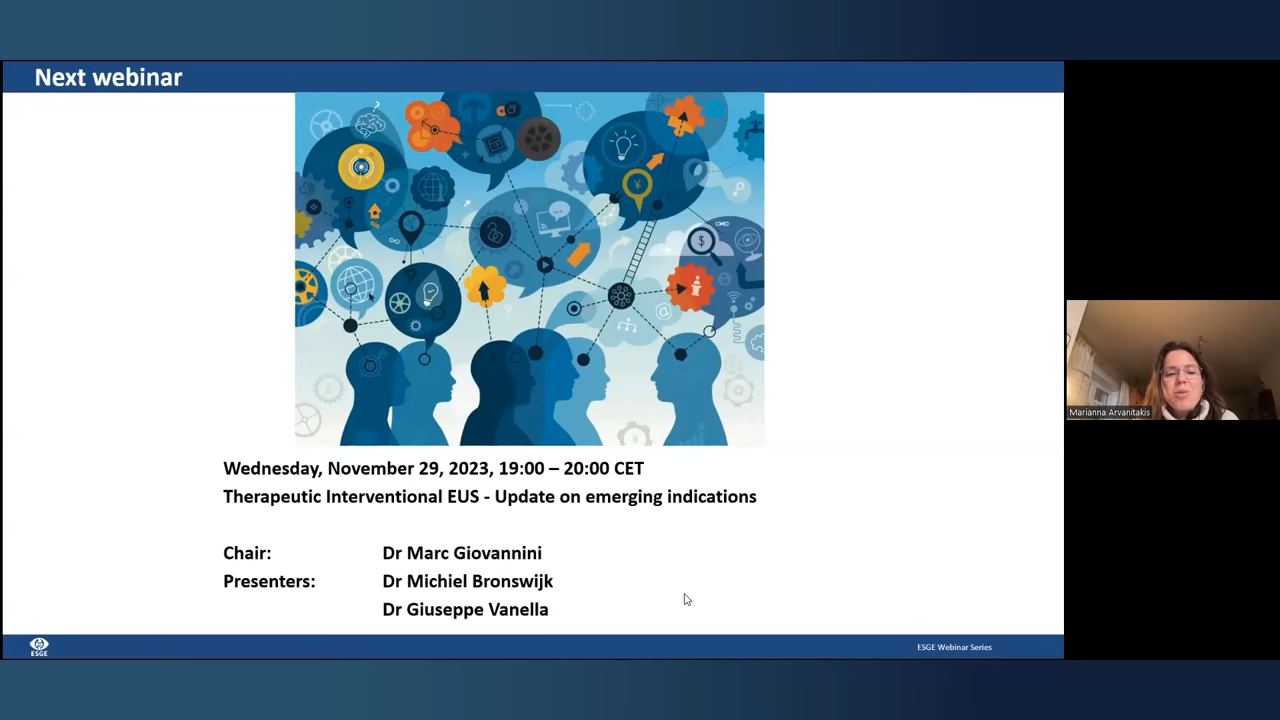 Next webinar
Wednesday, November 29, 2023, 19:00 – 20:00 CET
Therapeutic Interventional EUS - Update on emerging indications
Chair: Dr Marc Giovannini
Presenters: Dr Michiel Bronswijk
Dr Giuseppe Vanella
ESGE
ESGE Webinar Series
Marianna Arvanitakis